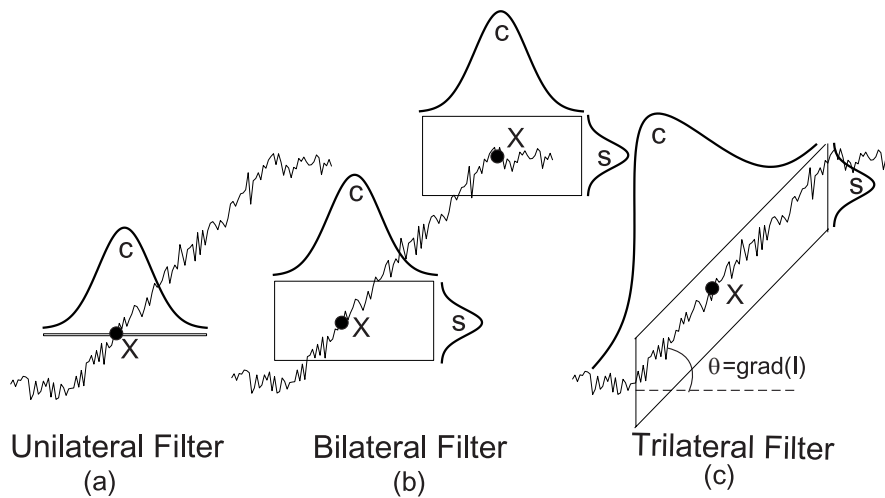 c
X
Unilateral Filter
(a)
c
X
s
c
X
s
Bilateral Filter
(b)
c
s
X
θ=grad(I)
Trilateral Filter
(c)